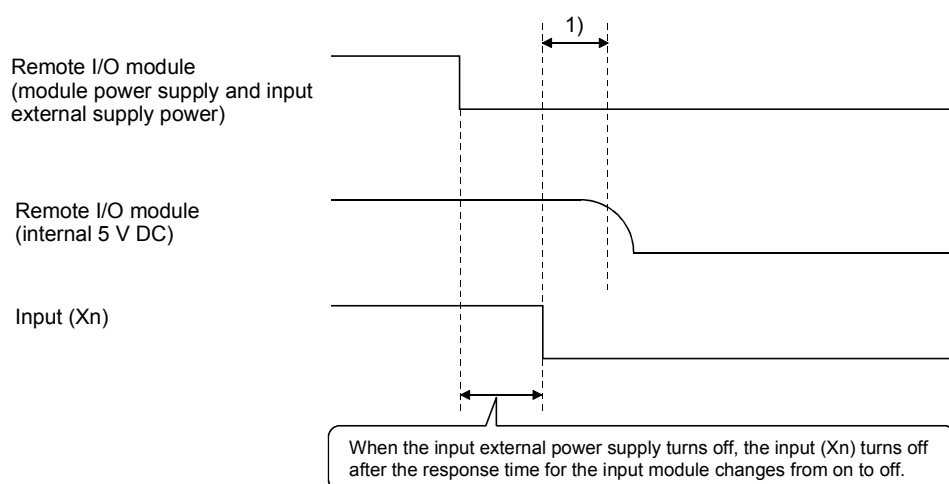 1)
Remote I/O module
(module power supply and input
external supply power)
Remote I/O module
(internal 5 V DC)
Input (Xn)
When the input external power supply turns off, the input (Xn) turns off
after the response time for the input module changes from on to off.